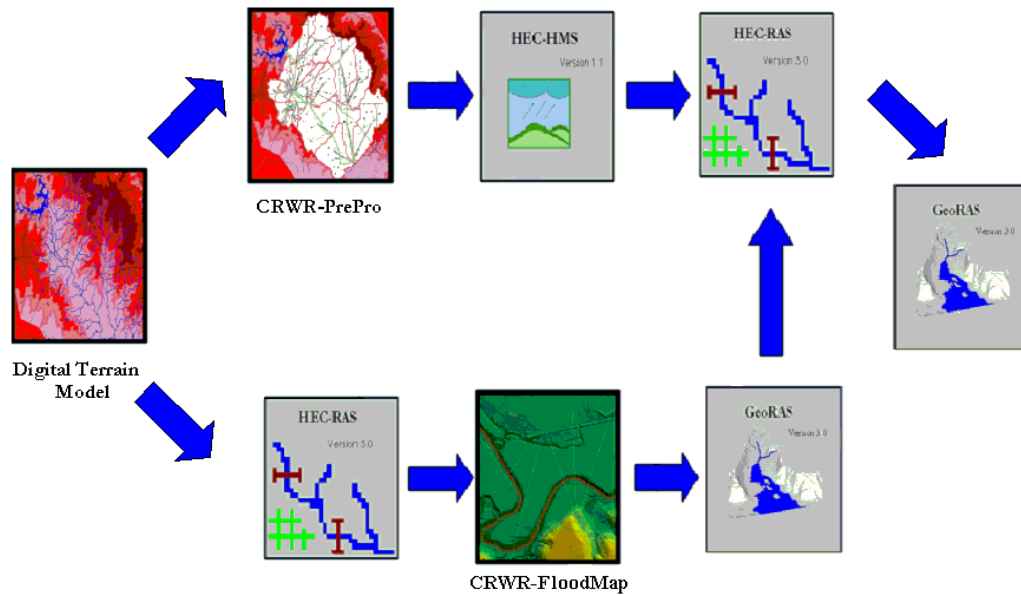 HEC-HMS
Version 1.1
HEC-RAS
Version 3.0
CRWR-PrePro
GeoRAS
Version 3.0
Digital Terrain
Model
HEC-RAS
Version 3.0
GeoRAS
Version 3.0
CRWR-FloodMap